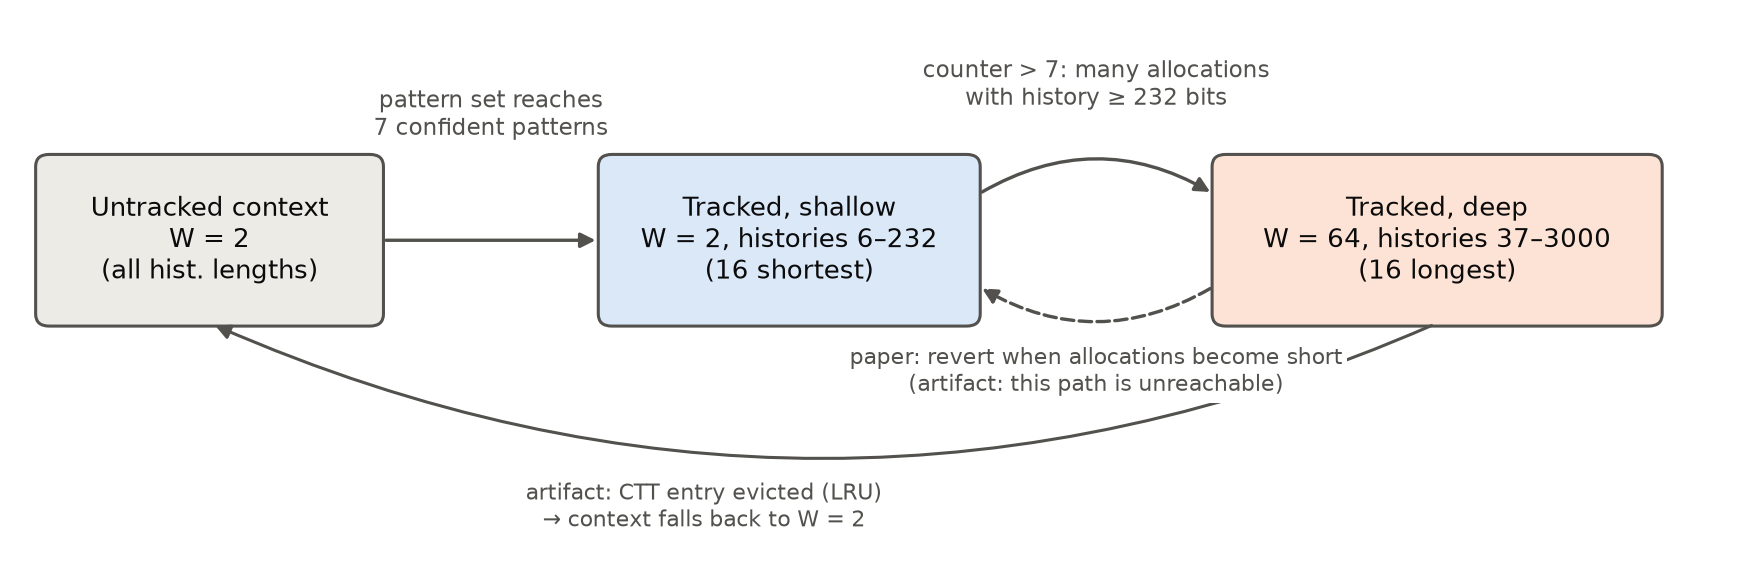 counter > 7: many allocations
with history ≥ 232 bits
pattern set reaches
7 confident patterns
Untracked context
W = 2
(all hist. lengths)
Tracked, shallow
W = 2, histories 6–232
(16 shortest)
Tracked, deep
W = 64, histories 37–3000
(16 longest)
paper: revert when allocations become short
(artifact: this path is unreachable)
artifact: CTT entry evicted (LRU)
→ context falls back to W = 2